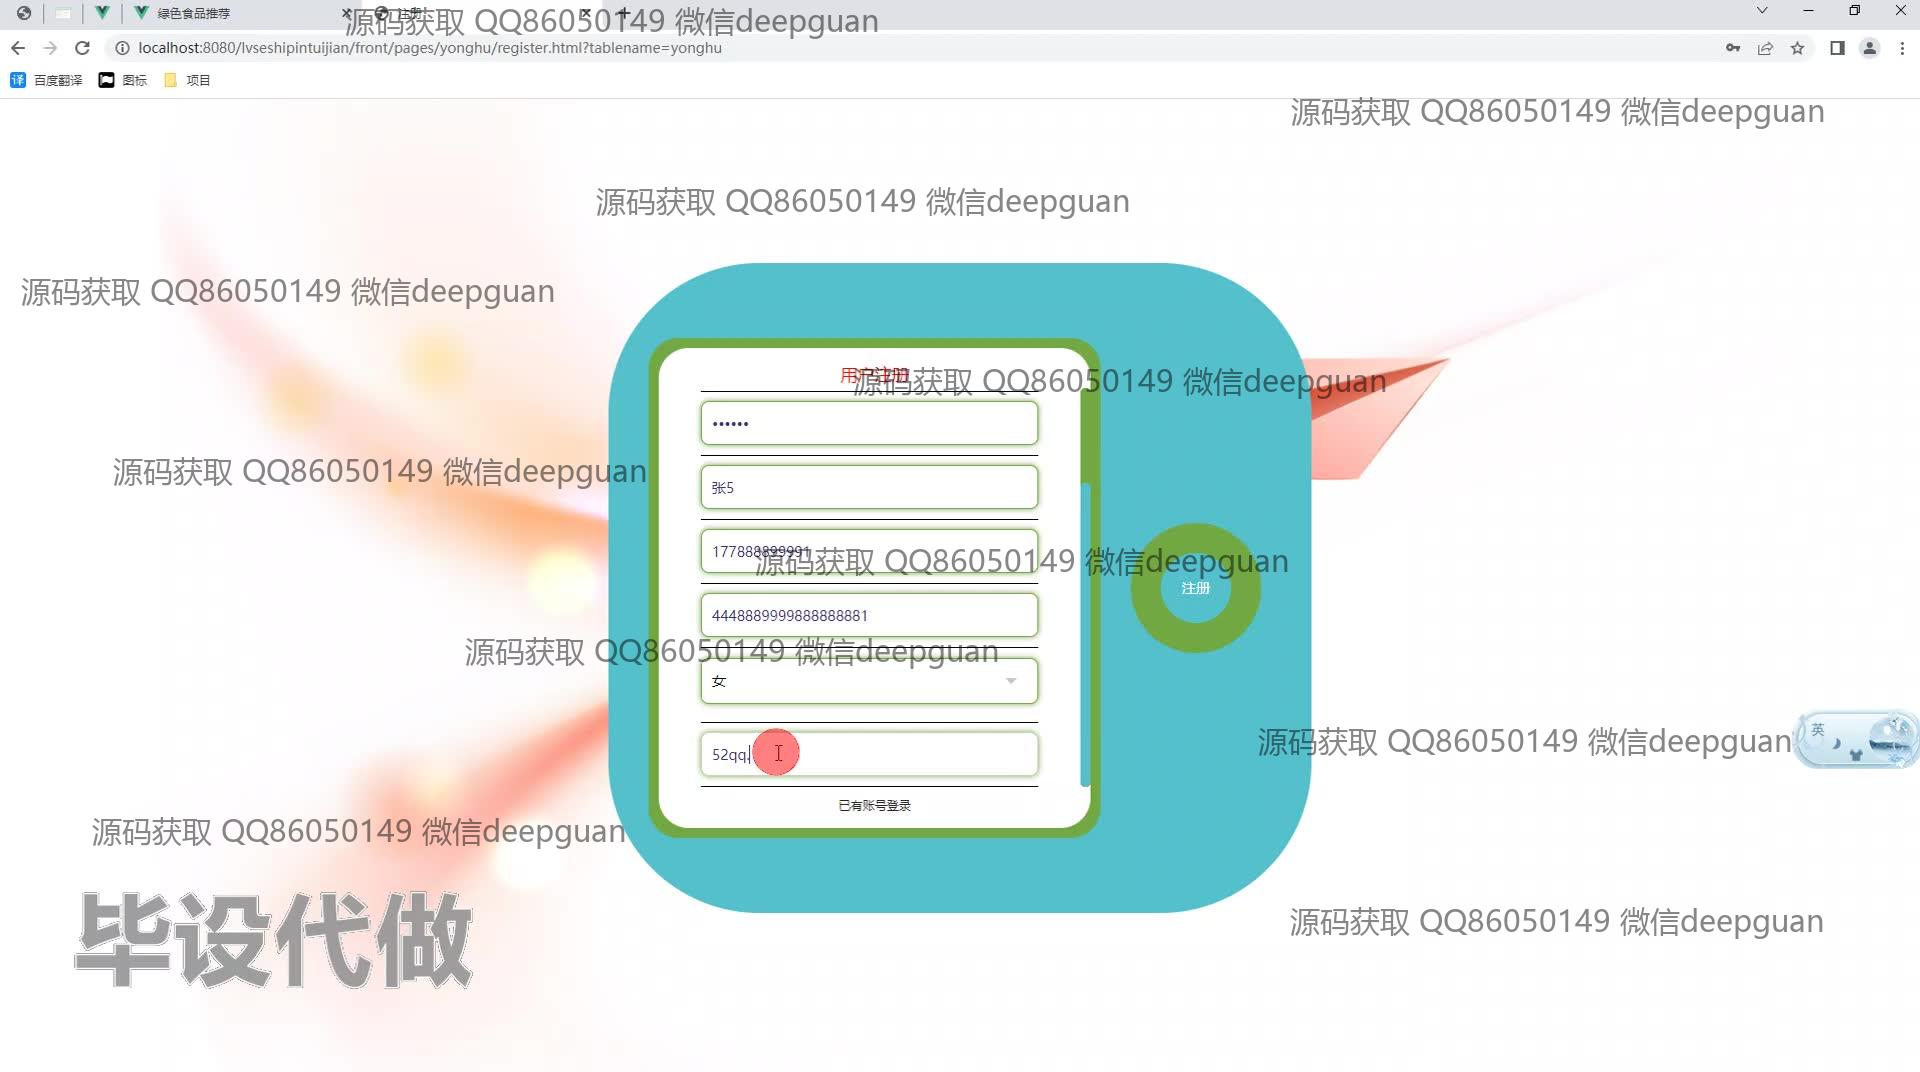 绿色食品推荐
注册
源码获取 QQ86050149 微信deepguan
localhost:8080/lvseshipintuijian/front/pages/yonghu/register.html?tablename=yonghu
译 百度翻译 图标 项目
源码获取 QQ86050149 微信deepguan
源码获取 QQ86050149 微信deepguan
源码获取 QQ86050149 微信deepguan
用户注册
源码获取 QQ86050149 微信deepguan
••••••
源码获取 QQ86050149 微信deepguan
张5
177888899991
源码获取 QQ86050149 微信deepguan
注册
4448889999888888881
源码获取 QQ86050149 微信deepguan
女
英
源码获取 QQ86050149 微信deepguan
52qq.
已有账号登录
源码获取 QQ86050149 微信deepguan
毕设代做
源码获取 QQ86050149 微信deepguan